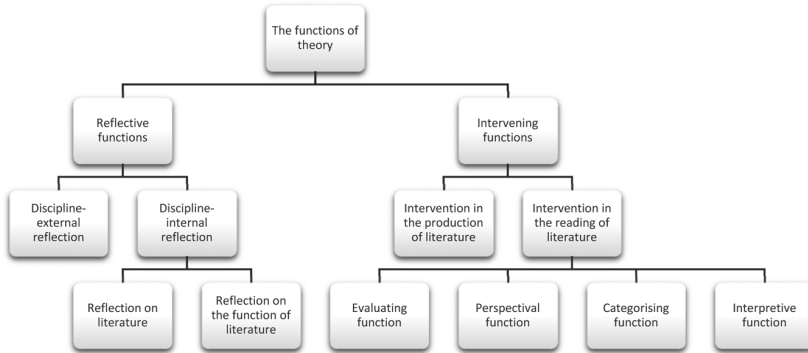 The functions of
theory
Reflective
functions
Intervening
functions
Discipline-
external
reflection
Discipline-
internal
reflection
Intervention in
the production
of literature
Intervention in
the reading of
literature
Reflection on
literature
Reflection on
the function of
literature
Evaluating
function
Perspectival
function
Categorising
function
Interpretive
function